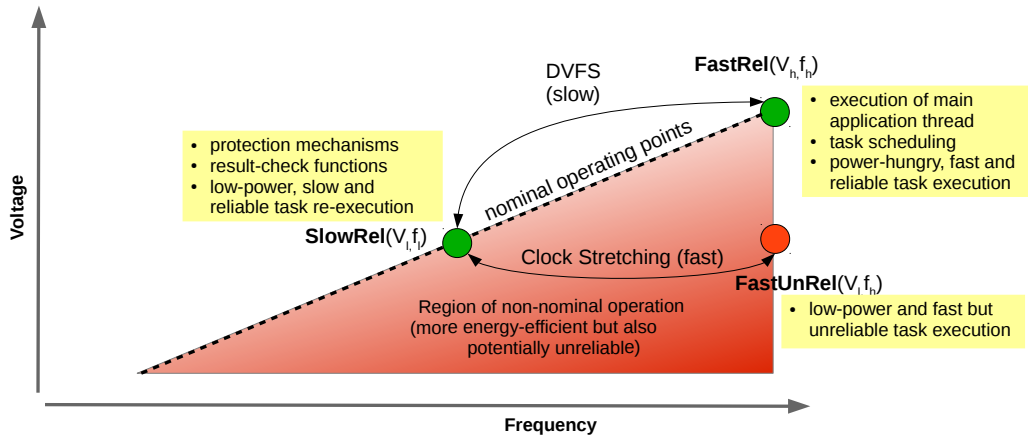 FastRel(Vh,fh)
DVFS
(slow)
• execution of main
application thread
• task scheduling
• power-hungry, fast and
reliable task execution
nominal operating points
• protection mechanisms
• result-check functions
• low-power, slow and
reliable task re-execution
SlowRel(Vl,fl)
Clock Stretching (fast)
FastUnRel(Vl,fh)
• low-power and fast but
unreliable task execution
Region of non-nominal operation
(more energy-efficient but also
potentially unreliable)
Voltage
Frequency